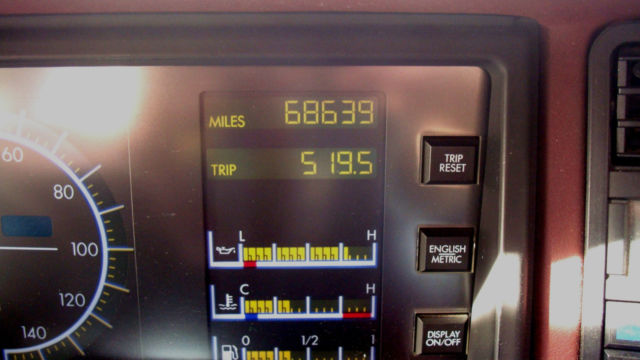 MILES 68639
TRIP 519.5
TRIP
RESET
60
80
100
120
140
L H
ENGLISH
METRIC
C H
DISPLAY
ON/OFF
0 1/2 1